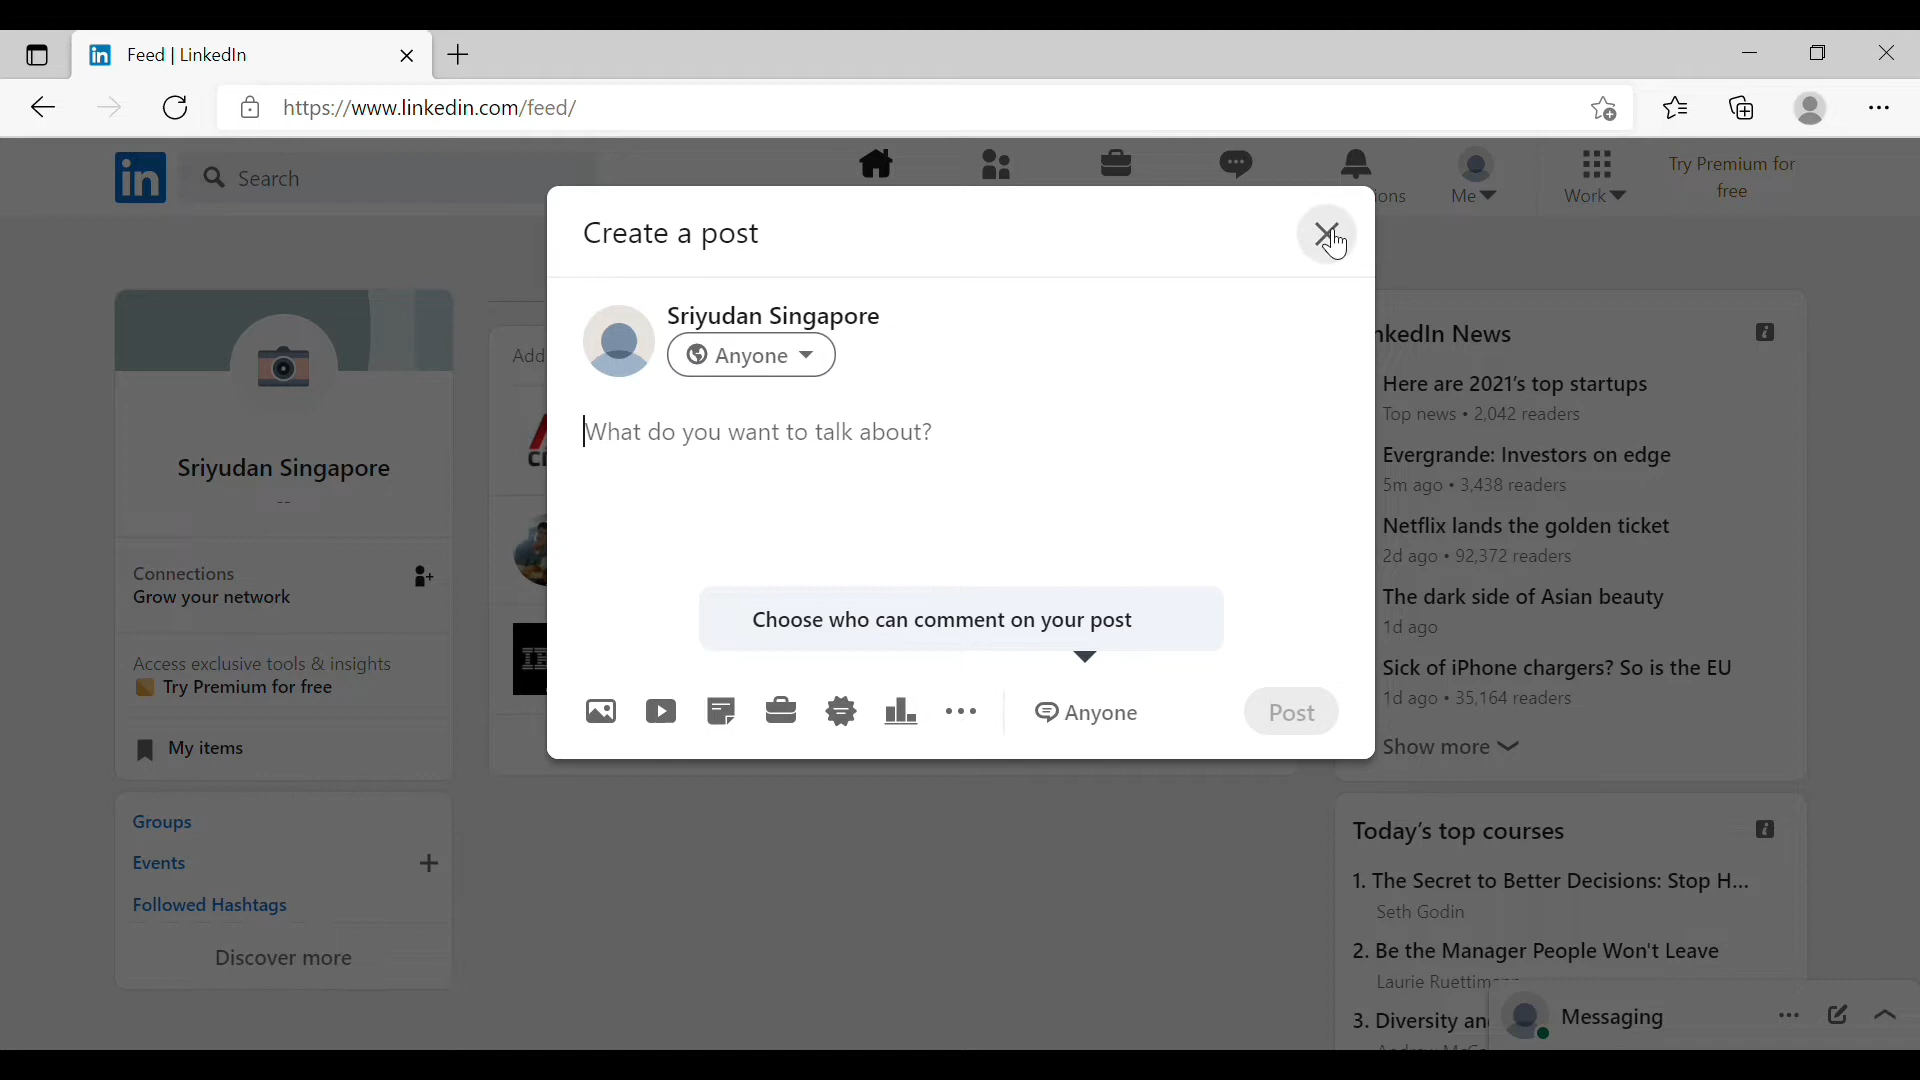 Feed | LinkedIn
https://www.linkedin.com/feed/
in
Search
ions
Me
Work
Try Premium for
free
Create a post
Sriyudan Singapore
Anyone
What do you want to talk about?
Choose who can comment on your post
Anyone
Post
Sriyudan Singapore
--
Connections
Grow your network
Access exclusive tools & insights
Try Premium for free
My items
Groups
Events
Followed Hashtags
Discover more
Add
nkedIn News
Here are 2021's top startups
Top news • 2,042 readers
Evergrande: Investors on edge
5m ago • 3,438 readers
Netflix lands the golden ticket
2d ago • 92,372 readers
The dark side of Asian beauty
1d ago
Sick of iPhone chargers? So is the EU
1d ago • 35,164 readers
Show more
Today's top courses
1. The Secret to Better Decisions: Stop H...
Seth Godin
2. Be the Manager People Won't Leave
Laurie
3. Diversity
Messaging